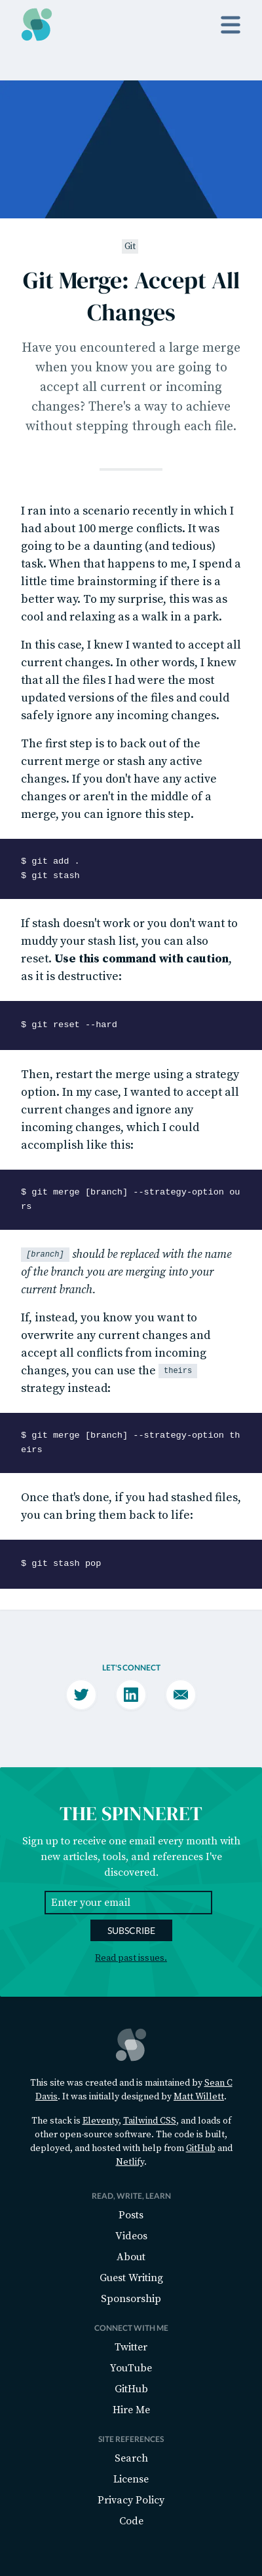 Git
Git Merge: Accept All
Changes
Have you encountered a large merge
when you know you are going to
accept all current or incoming
changes? There's a way to achieve
without stepping through each file.
I ran into a scenario recently in which I
had about 100 merge conflicts. It was
going to be a daunting (and tedious)
task. When that happens to me, I spend a
little time brainstorming if there is a
better way. To my surprise, this was as
cool and relaxing as a walk in a park.
In this case, I knew I wanted to accept all
current changes. In other words, I knew
that all the files I had were the most
updated versions of the files and could
safely ignore any incoming changes.
The first step is to back out of the
current merge or stash any active
changes. If you don't have any active
changes or aren't in the middle of a
merge, you can ignore this step.
$ git add .
$ git stash
If stash doesn't work or you don't want to
muddy your stash list, you can also
reset. Use this command with caution,
as it is destructive:
$ git reset --hard
Then, restart the merge using a strategy
option. In my case, I wanted to accept all
current changes and ignore any
incoming changes, which I could
accomplish like this:
$ git merge [branch] --strategy-option ou
rs
[branch] should be replaced with the name
of the branch you are merging into your
current branch.
If, instead, you know you want to
overwrite any current changes and
accept all conflicts from incoming
changes, you can use the theirs
strategy instead:
$ git merge [branch] --strategy-option th
eirs
Once that's done, if you had stashed files,
you can bring them back to life:
$ git stash pop
LET'S CONNECT
THE SPINNERET
Sign up to receive one email every month with
new articles, tools, and references I've
discovered.
Enter your email
SUBSCRIBE
Read past issues.
This site was created and is maintained by Sean C
Davis. It was initially designed by Matt Willett.
The stack is Eleventy, Tailwind CSS, and loads of
other open-source software. The code is built,
deployed, and hosted with help from GitHub and
Netlify.
READ, WRITE, LEARN
Posts
Videos
About
Guest Writing
Sponsorship
CONNECT WITH ME
Twitter
YouTube
GitHub
Hire Me
SITE REFERENCES
Search
License
Privacy Policy
Code